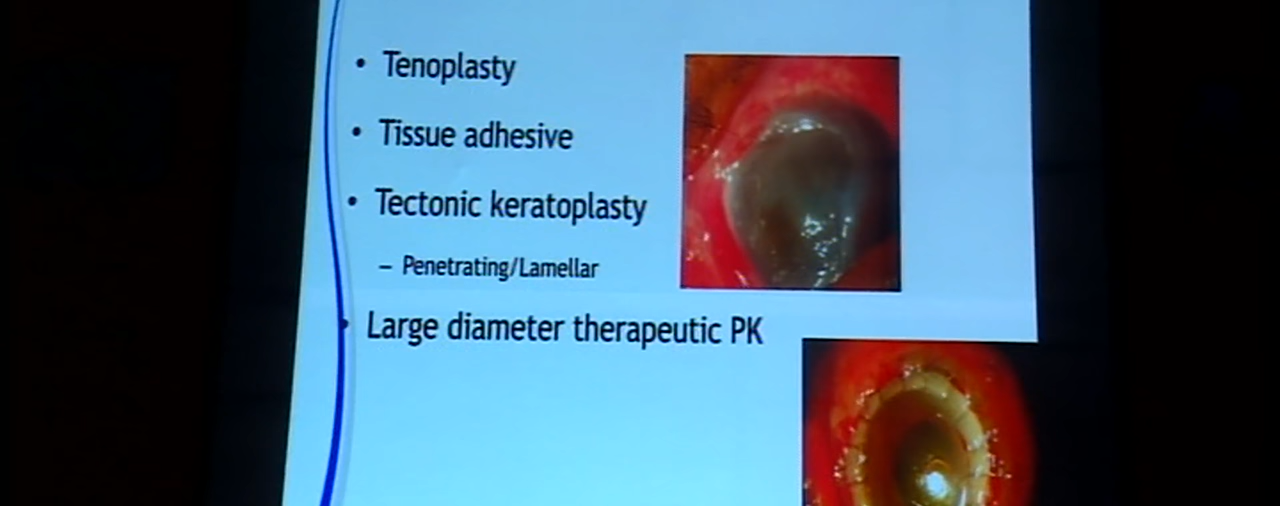 • Tenoplasty
• Tissue adhesive
• Tectonic keratoplasty
– Penetrating/Lamellar
• Large diameter therapeutic PK